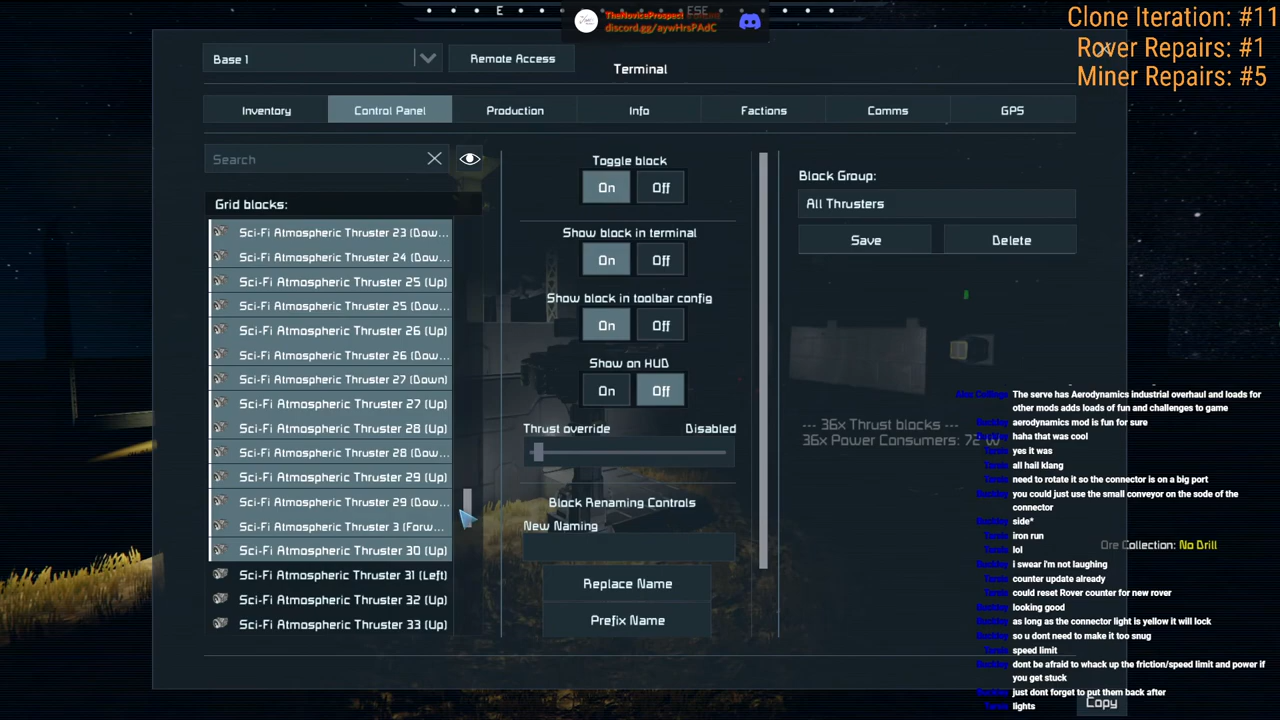 E
ESE
TheNoviceProspect
discord.gg/aywHrsPAdC
Clone Iteration: #11
Rover Repairs: #1
Miner Repairs: #5
Base 1
Remote Access
Terminal
Inventory
Control Panel
Production
Info
Factions
Comms
GPS
Search
Grid blocks:
Sci-Fi Atmospheric Thruster 23 (Dow...
Sci-Fi Atmospheric Thruster 24 (Dow...
Sci-Fi Atmospheric Thruster 25 (Up)
Sci-Fi Atmospheric Thruster 25 (Dow...
Sci-Fi Atmospheric Thruster 26 (Up)
Sci-Fi Atmospheric Thruster 26 (Dow...
Sci-Fi Atmospheric Thruster 27 (Down)
Sci-Fi Atmospheric Thruster 27 (Up)
Sci-Fi Atmospheric Thruster 28 (Up)
Sci-Fi Atmospheric Thruster 28 (Dow...
Sci-Fi Atmospheric Thruster 29 (Up)
Sci-Fi Atmospheric Thruster 29 (Dow...
Sci-Fi Atmospheric Thruster 3 (Forw...
Sci-Fi Atmospheric Thruster 30 (Up)
Sci-Fi Atmospheric Thruster 31 (Left)
Sci-Fi Atmospheric Thruster 32 (Up)
Sci-Fi Atmospheric Thruster 33 (Up)
Toggle block
On Off
Show block in terminal
On Off
Show block in toolbar config
On Off
Show on HUD
On Off
Thrust override Disabled
Block Renaming Controls
New Naming
Replace Name
Prefix Name
Block Group:
All Thrusters
Save
Delete
--- 36x Thrust blocks ---
36x Power Consumers: 72 W
The serve has Aerodynamics industrial overhaul and loads for
other mods adds loads of fun and challenges to game
aerodynamics mod is fun for sure
haha that was cool
yes it was
all hail klang
need to rotate it so the connector is on a big port
you could just use the small conveyor on the sode of the
connector
side*
iron run
Ore Collection: No Drill
lol
i swear i'm not laughing
counter update already
could reset Rover counter for new rover
looking good
as long as the connector light is yellow it will lock
so u dont need to make it too snug
speed limit
dont be afraid to whack up the friction/speed limit and power if
you get stuck
just dont forget to put them back after
lights
Copy